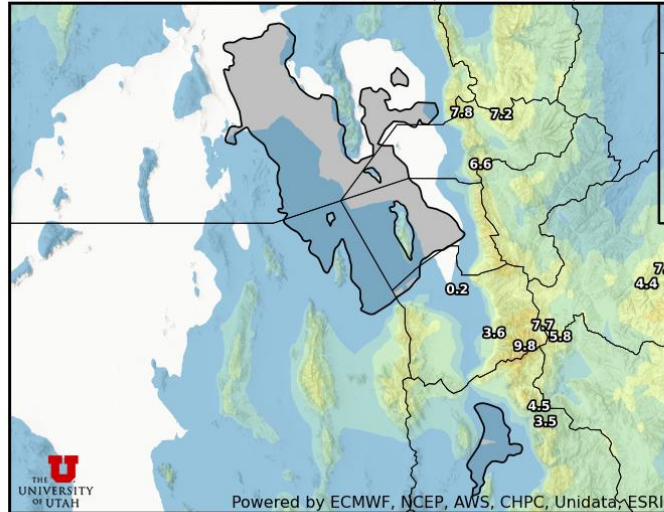 7.8
7.2
6.6
7.
4.4
0.2
3.6
7.7
5.8
9.8
4.5
3.5
U
THE
UNIVERSITY
OF UTAH
Powered by ECMWF, NCEP, AWS, CHPC, Unidata, ESRI